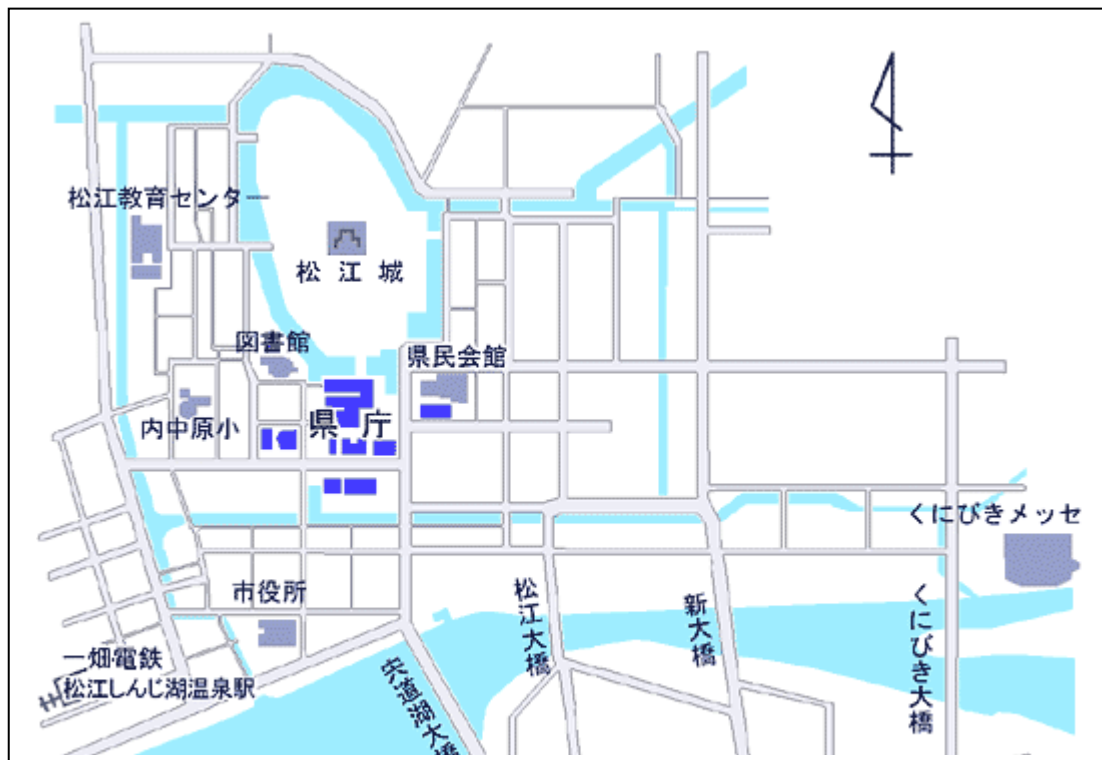 松江教育センター
松江城
図書館
県民会館
内中原小
県庁
くにびきメッセ
市役所
松江大橋
新大橋
くにびき大橋
一畑電鉄
松江しんじ湖温泉駅
宍道湖大橋